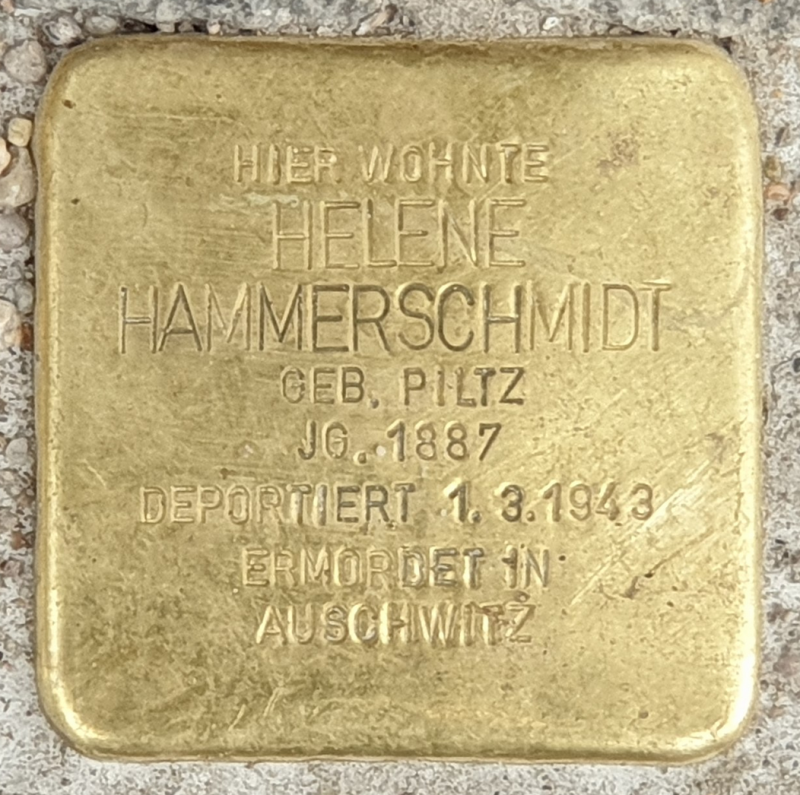 HIER WOHNTE
HELENE
HAMMERSCHMIDT
GEB. PILTZ
JG. 1887
DEPORTIERT 1.3.1943
ERMORDET IN
AUSCHWITZ